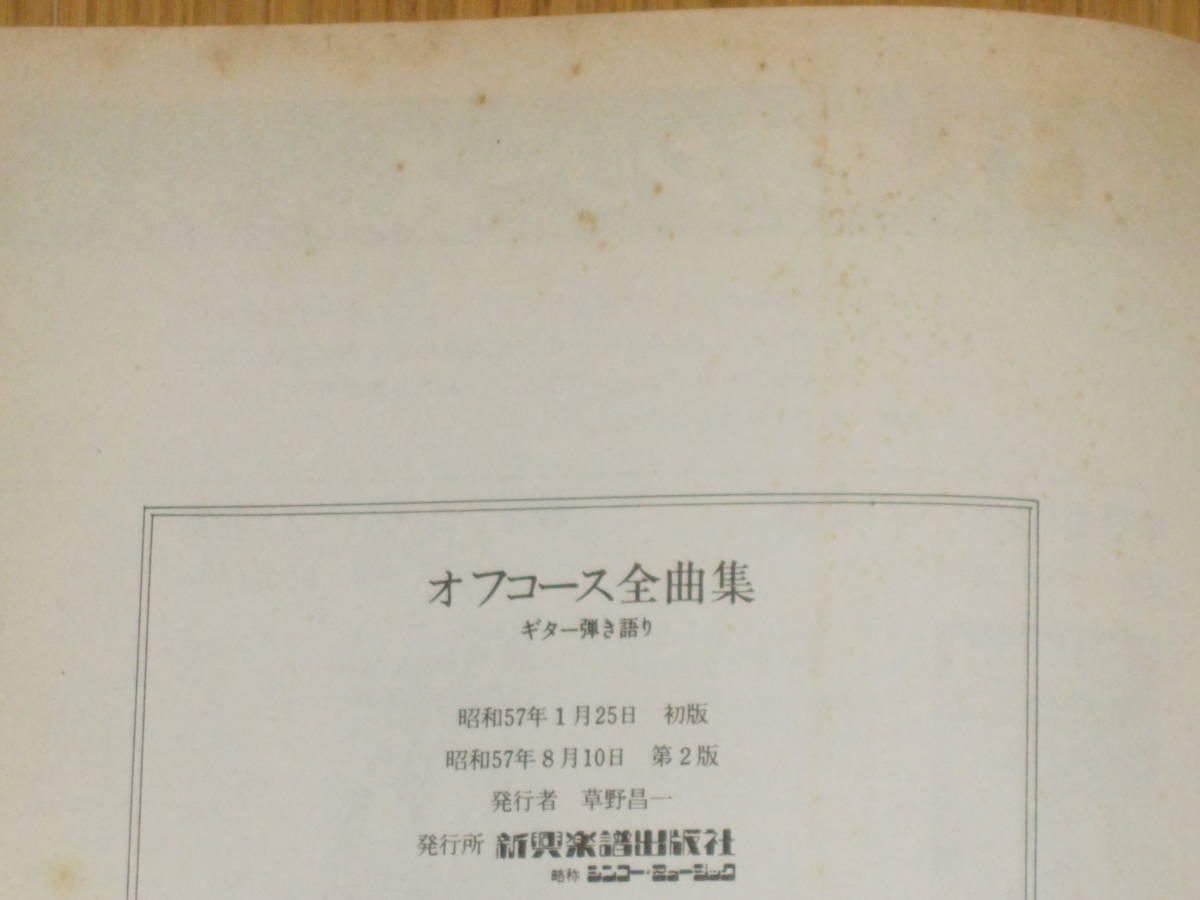 オフコース全曲集
ギター弾き語り
昭和57年1月25日 初版
昭和57年8月10日 第2版
発行者 草野昌一
発行所 新興楽譜出版社
略称 シンコー・ミュージック